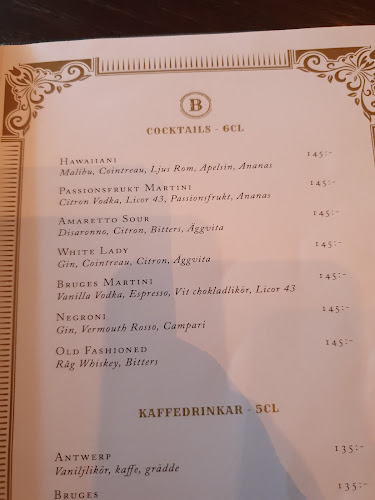 B
COCKTAILS - 6CL
HAWAIIANI 145:-
Malibu, Cointreau, Ljus Rom, Apelsin, Ananas
PASSIONSFRUKT MARTINI 145:-
Citron Vodka, Licor 43, Passionsfrukt, Ananas
AMARETTO SOUR 145:-
Disaronno, Citron, Bitters, Äggvita
WHITE LADY 145:-
Gin, Cointreau, Citron, Äggvita
BRUGES MARTINI 145:-
Vanilla Vodka, Espresso, Vit chokladlikör, Licor 43
NEGRONI 145:-
Gin, Vermouth Rosso, Campari
OLD FASHIONED 145:-
Råg Whiskey, Bitters
KAFFEDRINKAR - 5CL
ANTWERP 135:-
Vaniljlikör, kaffe, grädde
BRUGES 135:-